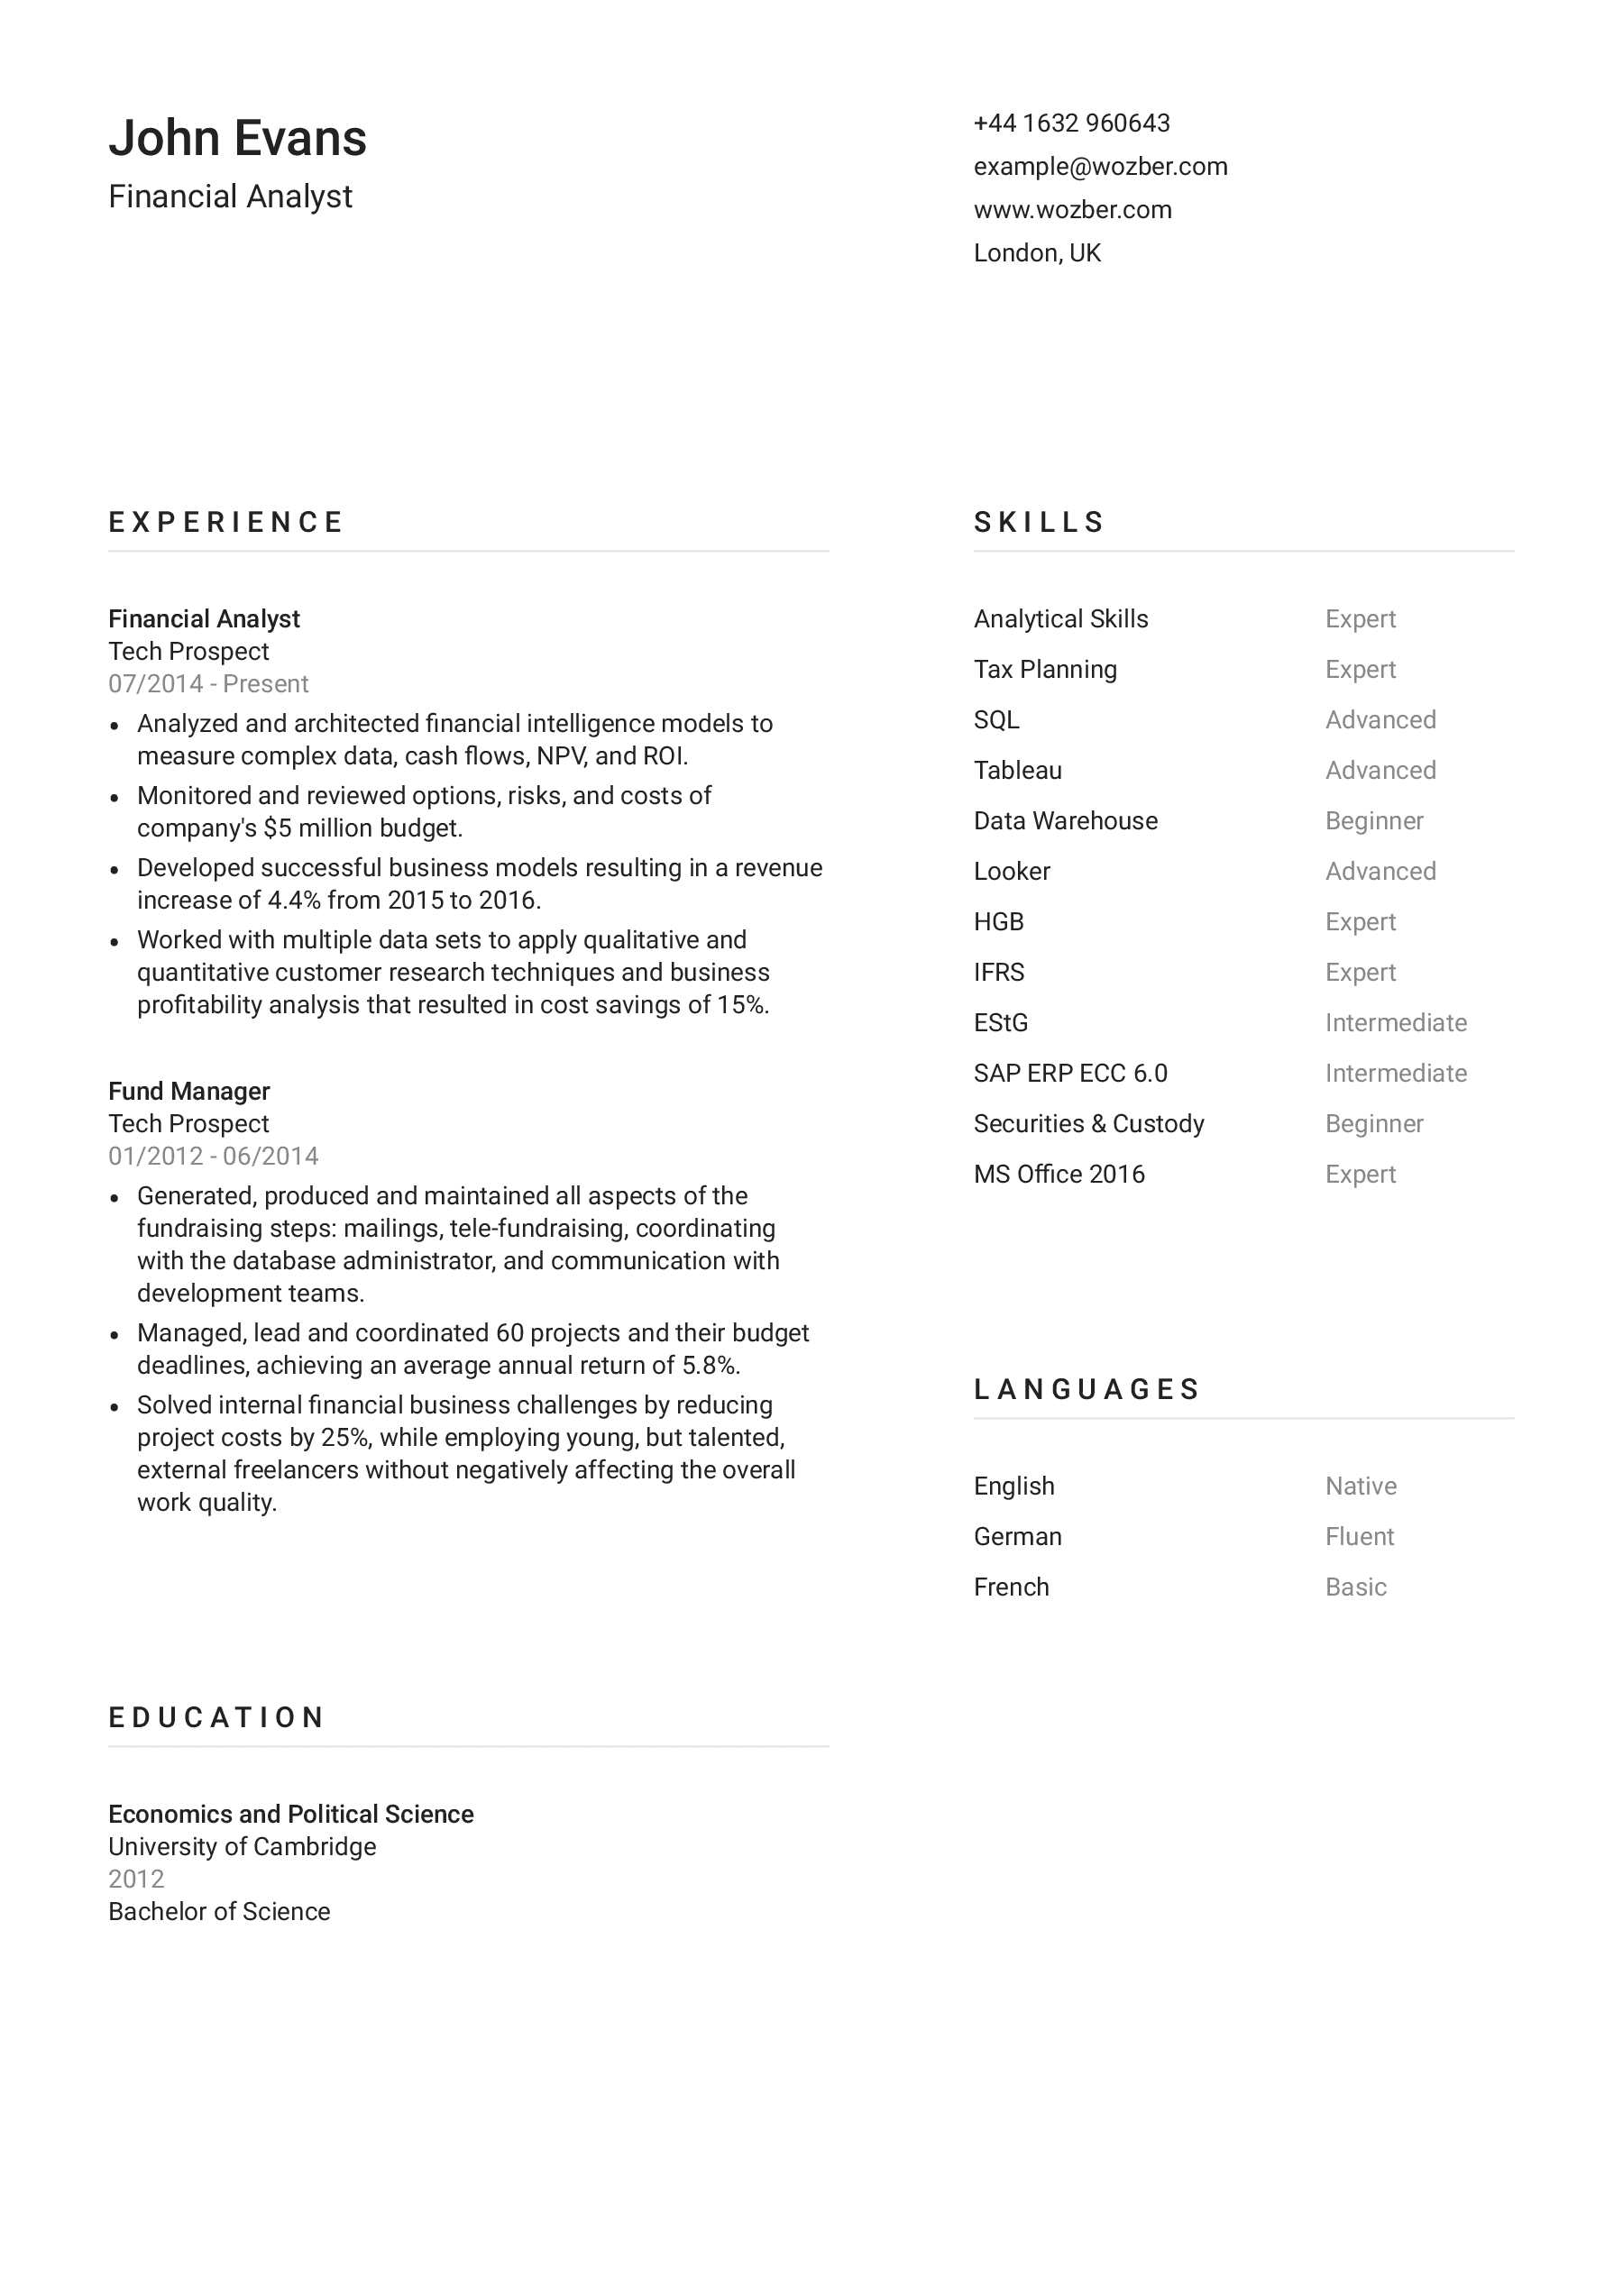 John Evans
Financial Analyst
+44 1632 960643
example@wozber.com
www.wozber.com
London, UK
EXPERIENCE
Financial Analyst
Tech Prospect
07/2014 - Present
• Analyzed and architected financial intelligence models to
measure complex data, cash flows, NPV, and ROI.
• Monitored and reviewed options, risks, and costs of
company's $5 million budget.
• Developed successful business models resulting in a revenue
increase of 4.4% from 2015 to 2016.
• Worked with multiple data sets to apply qualitative and
quantitative customer research techniques and business
profitability analysis that resulted in cost savings of 15%.
Fund Manager
Tech Prospect
01/2012 - 06/2014
• Generated, produced and maintained all aspects of the
fundraising steps: mailings, tele-fundraising, coordinating
with the database administrator, and communication with
development teams.
• Managed, lead and coordinated 60 projects and their budget
deadlines, achieving an average annual return of 5.8%.
• Solved internal financial business challenges by reducing
project costs by 25%, while employing young, but talented,
external freelancers without negatively affecting the overall
work quality.
EDUCATION
Economics and Political Science
University of Cambridge
2012
Bachelor of Science
SKILLS
Analytical Skills Expert
Tax Planning Expert
SQL Advanced
Tableau Advanced
Data Warehouse Beginner
Looker Advanced
HGB Expert
IFRS Expert
EStG Intermediate
SAP ERP ECC 6.0 Intermediate
Securities & Custody Beginner
MS Office 2016 Expert
LANGUAGES
English Native
German Fluent
French Basic